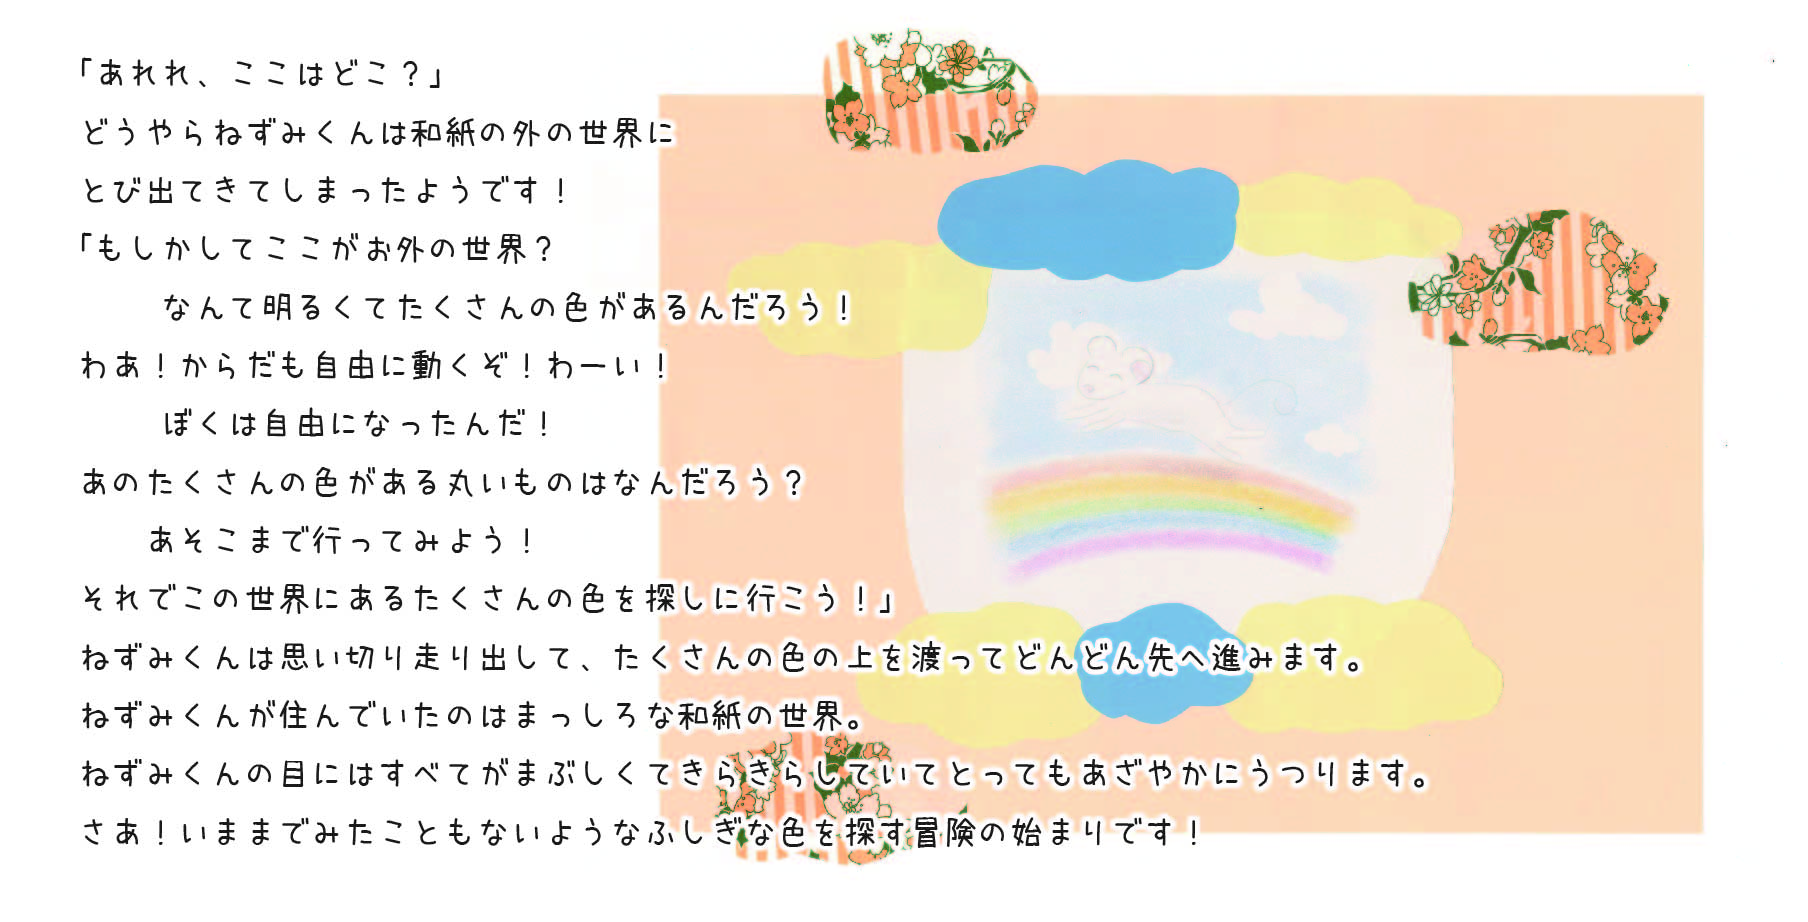 「あれれ、ここはどこ？」
どうやらねずみくんは和紙の外の世界に
とび出てきてしまったようです！
「もしかしてここがお外の世界？
なんて明るくてたくさんの色があるんだろう！
わあ！からだも自由に動くぞ！わーい！
ぼくは自由になったんだ！
あのたくさんの色がある丸いものはなんだろう？
あそこまで行ってみよう！
それでこの世界にあるたくさんの色を探しに行こう！」
ねずみくんは思い切り走り出して、たくさんの色の上を渡ってどんどん先へ進みます。
ねずみくんが住んでいたのはまっしろな和紙の世界。
ねずみくんの目にはすべてがまぶしくてきらきらしていてとってもあざやかにうつります。
さあ！いままでみたこともないようなふしぎな色を探す冒険の始まりです！